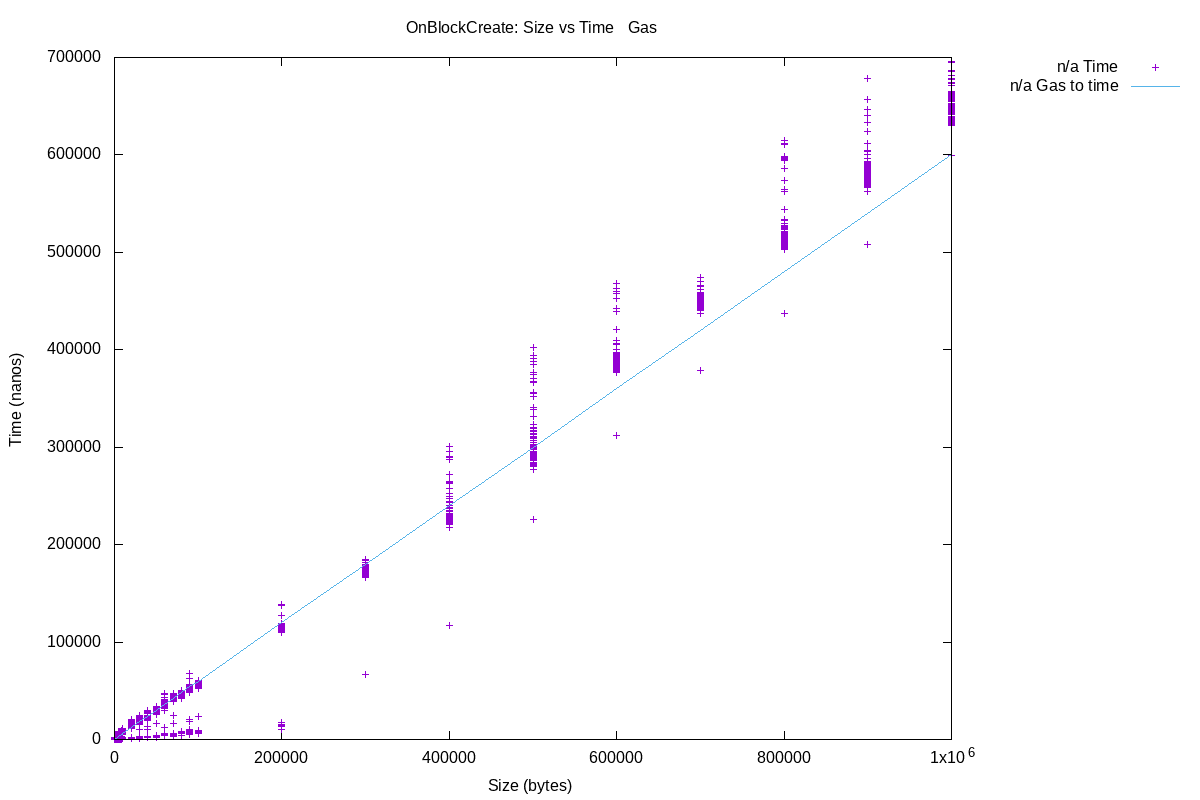 OnBlockCreate: Size vs Time   Gas
n/a Time
n/a Gas to time
700000
600000
500000
400000
300000
200000
100000
0
Time (nanos)
0 200000 400000 600000 800000 1x10^6
Size (bytes)